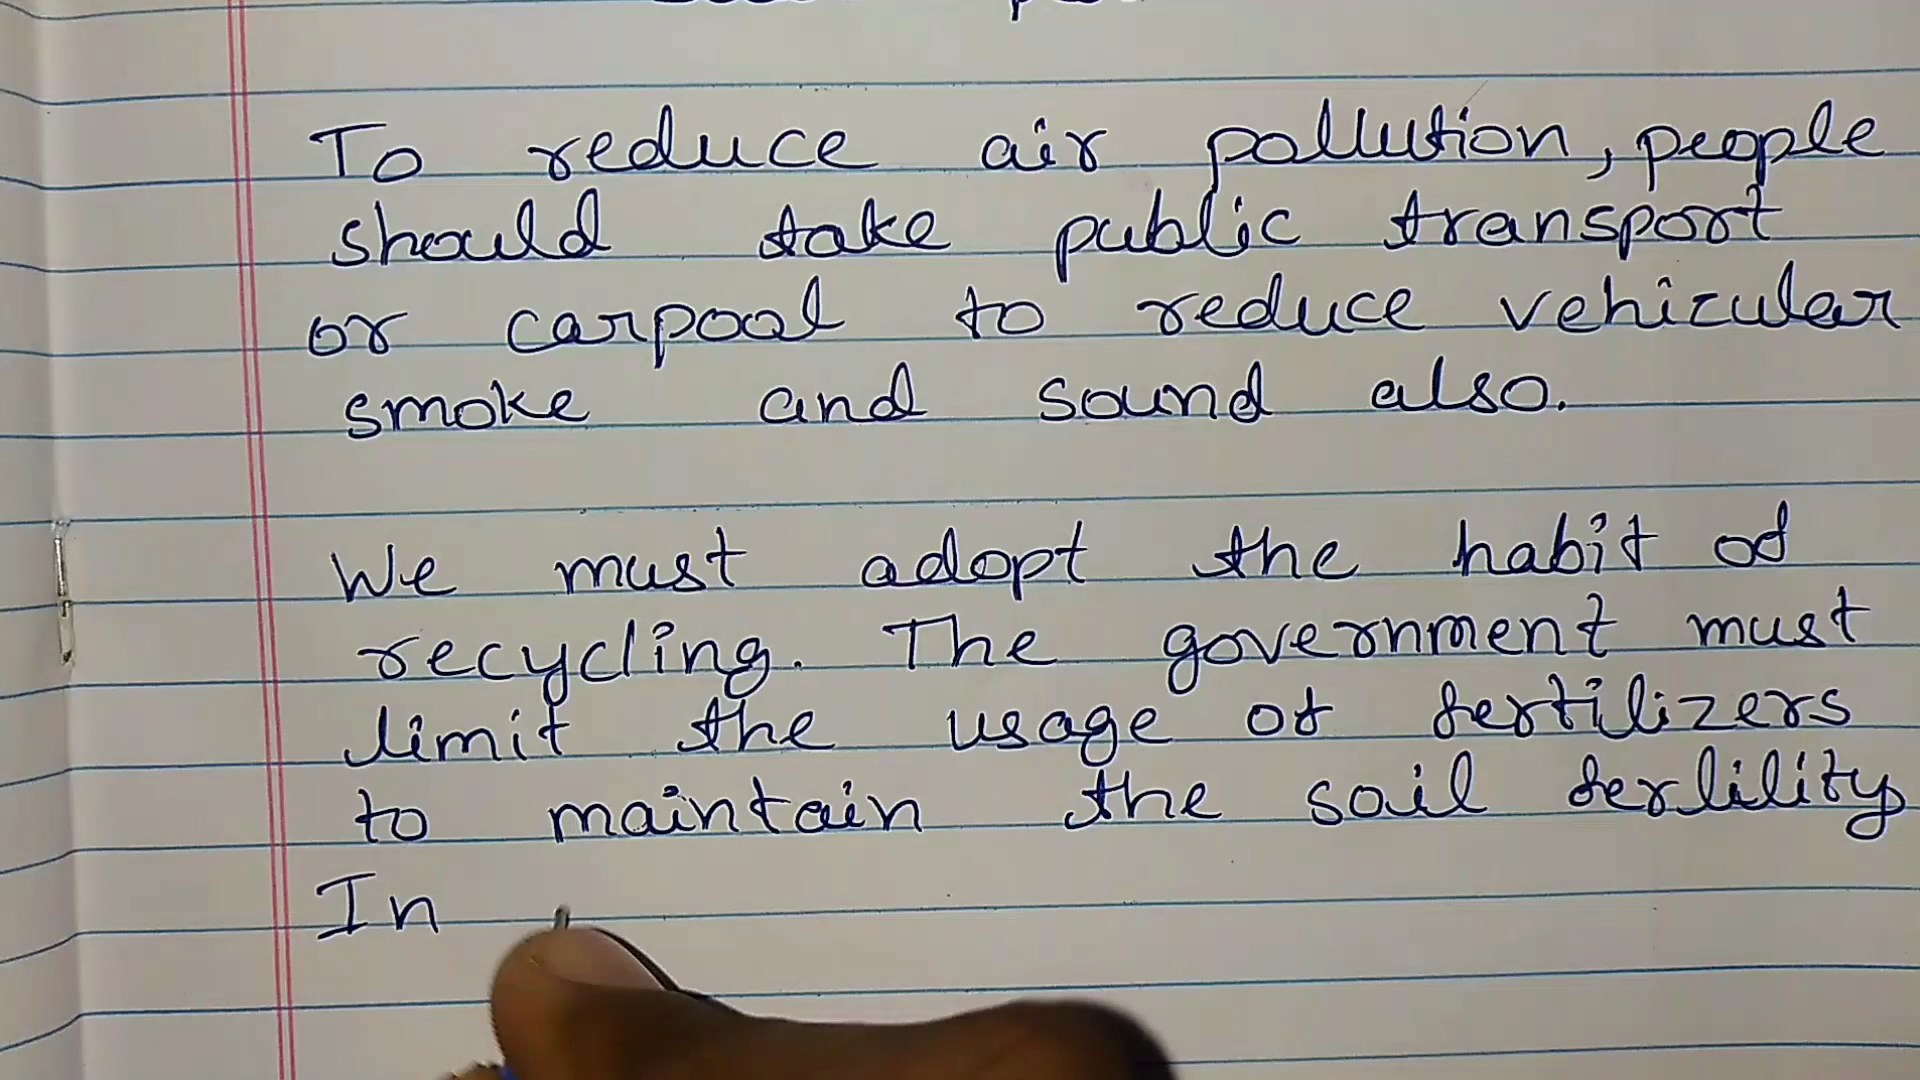 To reduce air pollution, people
should take public transport
or carpool to reduce vehicular
smoke and sound also.
We must adopt the habit of
recycling. The government must
limit the usage of fertilizers
to maintain the soil ferlility
In